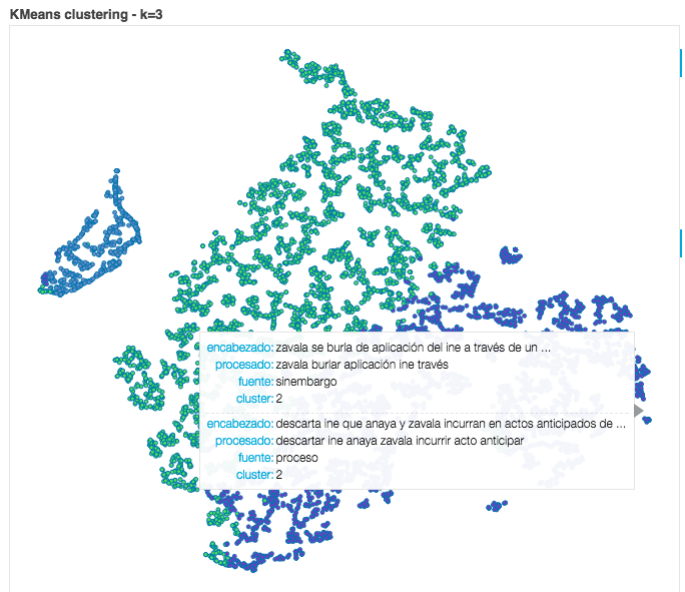 KMeans clustering - k=3
encabezado: zavala se burla de aplicación del ine a través de un ...
procesado: zavala burlar aplicación ine través
fuente: sinembargo
cluster: 2
encabezado: descarta ine que anaya y zavala incurran en actos anticipados de ...
procesado: descartar ine anaya zavala incurrir acto anticipar
fuente: proceso
cluster: 2